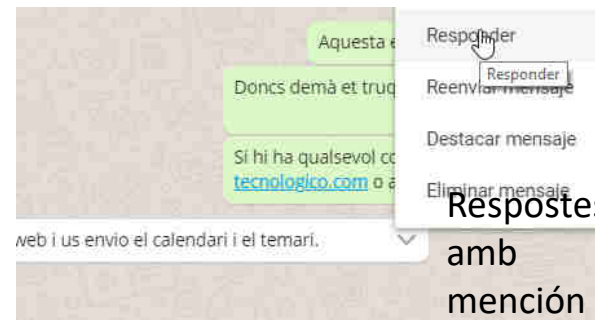 Aquesta
Doncs demà et truq
Si hi ha qualsevol
tecnologico.com o
web i us envio el calendari i el temari.
Responder
Responder
Reenviar mensaje
Destacar mensaje
Eliminar mensaje
Respostes
amb
mención